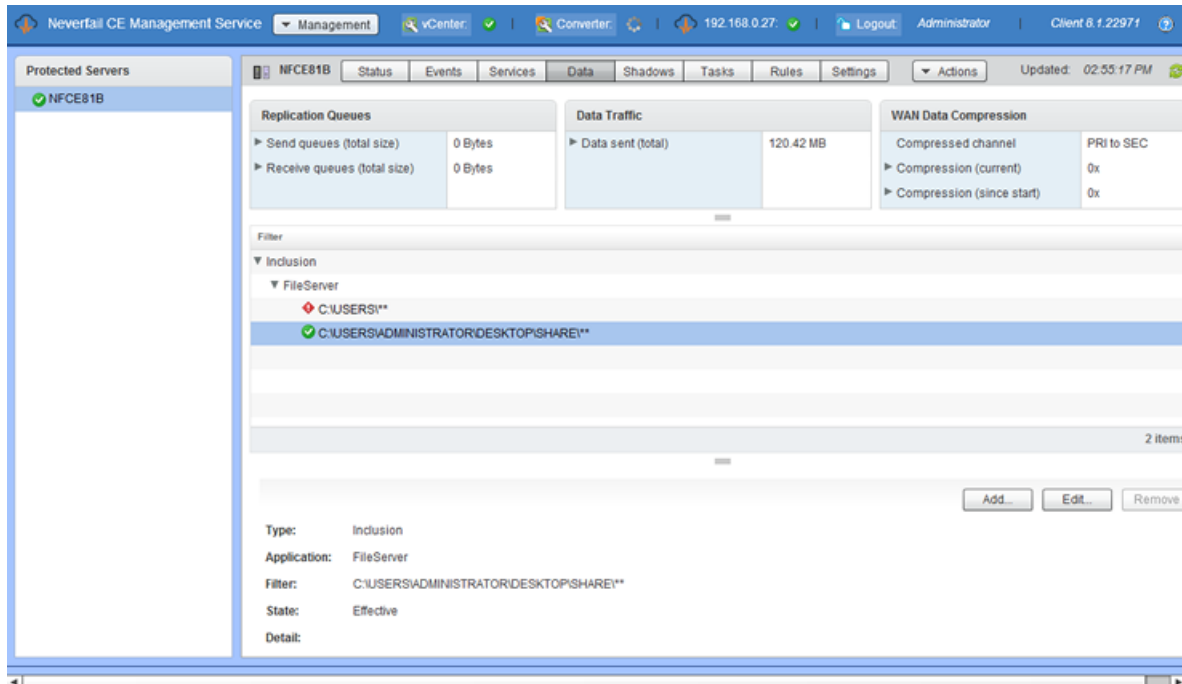 Neverfail CE Management Service Management vCenter: | Converter: | 192.168.0.27: | Logout Administrator | Client 8.1.22971
Protected Servers
NFCE81B
NFCE81B Status Events Services Data Shadows Tasks Rules Settings Actions Updated: 02:55:17 PM
Replication Queues
Send queues (total size) 0 Bytes
Receive queues (total size) 0 Bytes
Data Traffic
Data sent (total) 120.42 MB
WAN Data Compression
Compressed channel PRI to SEC
Compression (current) 0x
Compression (since start) 0x
Filter
Inclusion
FileServer
C:\USERS\**
C:\USERS\ADMINISTRATOR\DESKTOP\SHARE\**
2 items
Add... Edit... Remove
Type: Inclusion
Application: FileServer
Filter: C:\USERS\ADMINISTRATOR\DESKTOP\SHARE\**
State: Effective
Detail: